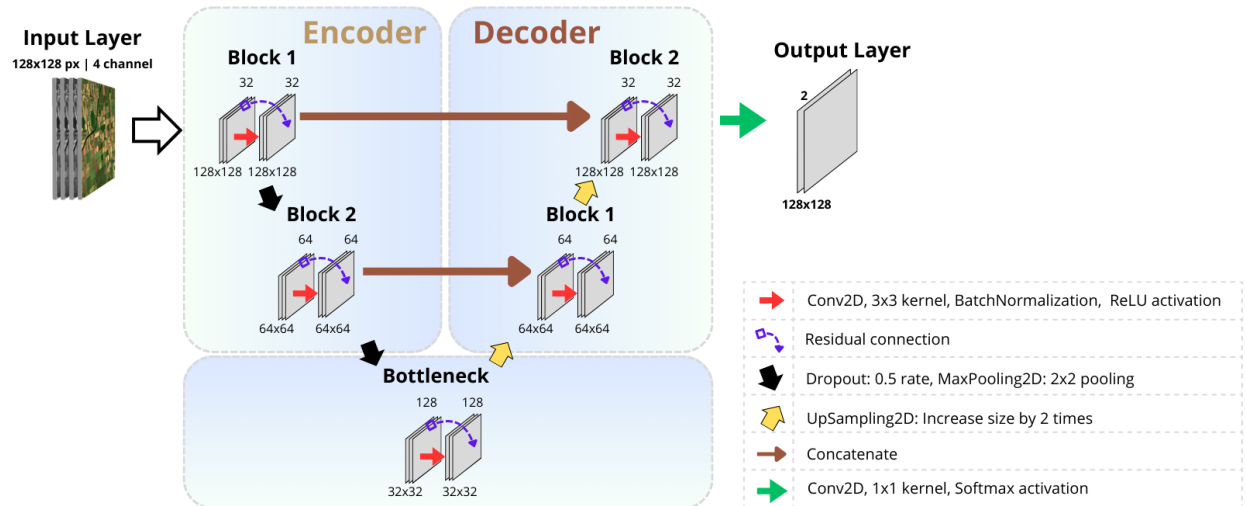 Input Layer
128x128 px | 4 channel
Encoder
Block 1
32 32
128x128 128x128
Block 2
64 64
64x64 64x64
Decoder
Block 2
32 32
128x128 128x128
Block 1
64 64
64x64 64x64
Bottleneck
128 128
32x32 32x32
Output Layer
2
128x128
Conv2D, 3x3 kernel, BatchNormalization, ReLU activation
Residual connection
Dropout: 0.5 rate, MaxPooling2D: 2x2 pooling
UpSampling2D: Increase size by 2 times
Concatenate
Conv2D, 1x1 kernel, Softmax activation